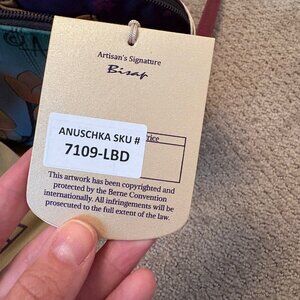 Artisan's Signature
Bisap
ANUSCHKA SKU #
7109-LBD
rice
This artwork has been copyrighted and
protected by the Berne Convention
internationally. All infringements will be
prosecuted to the full extent of the law.